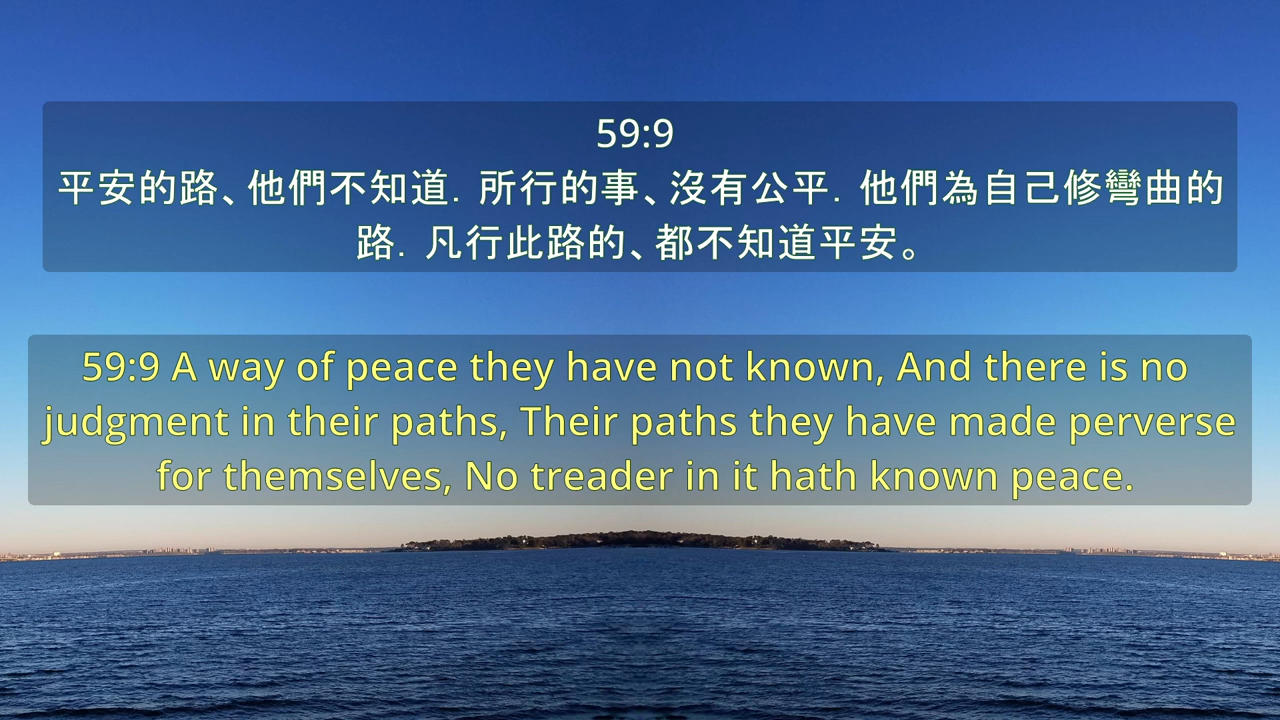 59:9
平安的路、他們不知道．所行的事、沒有公平．他們為自己修彎曲的
路．凡行此路的、都不知道平安。
59:9 A way of peace they have not known, And there is no
judgment in their paths, Their paths they have made perverse
for themselves, No treader in it hath known peace.